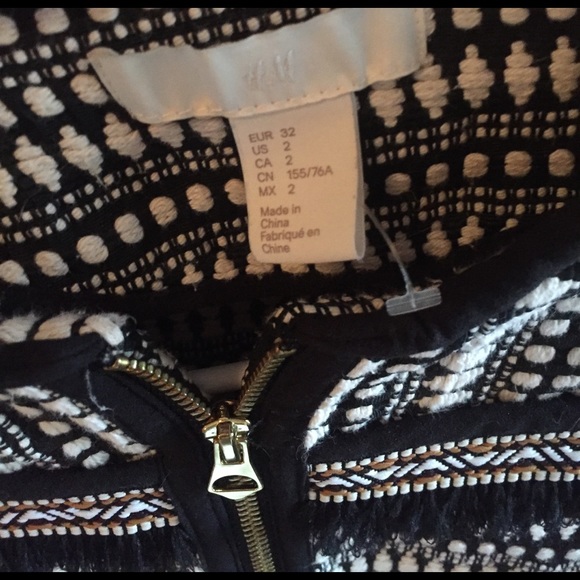 H&M
EUR 32
US 2
CA 2
CN 155/76A
MX 2
Made in
China
Fabriqué en
Chine